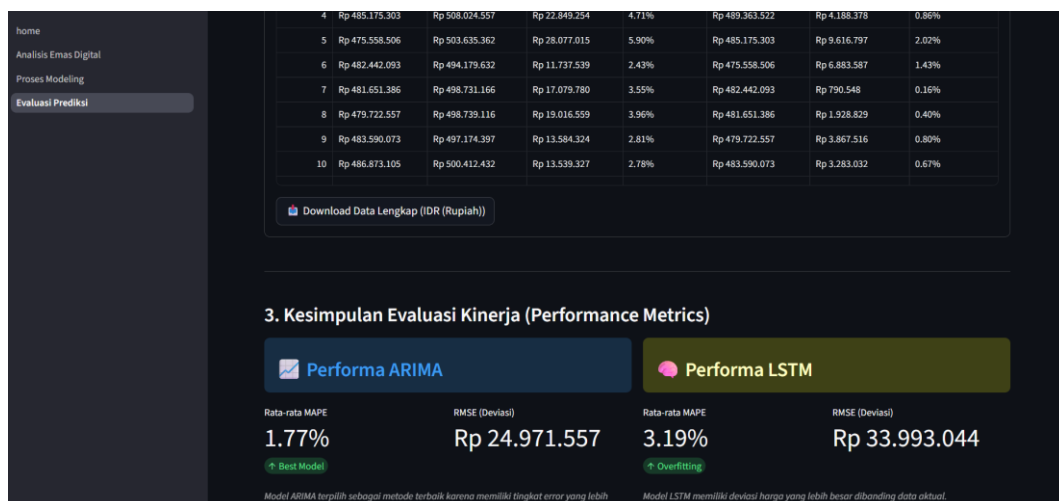 home
Analisis Emas Digital
Proses Modeling
Evaluasi Prediksi
4 Rp 485.175.303 Rp 508.024.557 Rp 22.849.254 4.71% Rp 489.363.522 Rp 4.188.378 0.86%
5 Rp 475.558.506 Rp 503.635.362 Rp 28.077.015 5.90% Rp 485.175.303 Rp 9.616.797 2.02%
6 Rp 482.442.093 Rp 494.179.632 Rp 11.737.539 2.43% Rp 475.558.506 Rp 6.883.587 1.43%
7 Rp 481.651.386 Rp 498.731.166 Rp 17.079.780 3.55% Rp 482.442.093 Rp 790.548 0.16%
8 Rp 479.722.557 Rp 498.739.116 Rp 19.016.559 3.96% Rp 481.651.386 Rp 1.928.829 0.40%
9 Rp 483.590.073 Rp 497.174.397 Rp 13.584.324 2.81% Rp 479.722.557 Rp 3.867.516 0.80%
10 Rp 486.873.105 Rp 500.412.432 Rp 13.539.327 2.78% Rp 483.590.073 Rp 3.283.032 0.67%
Download Data Lengkap (IDR (Rupiah))
3. Kesimpulan Evaluasi Kinerja (Performance Metrics)
Performa ARIMA
Performa LSTM
Rata-rata MAPE RMSE (Deviasi) Rata-rata MAPE RMSE (Deviasi)
1.77% Rp 24.971.557 3.19% Rp 33.993.044
↑ Best Model ↑ Overfitting
Model ARIMA terpilih sebagai metode terbaik karena memiliki tingkat error yang lebih
Model LSTM memiliki deviasi harga yang lebih besar dibanding data aktual.